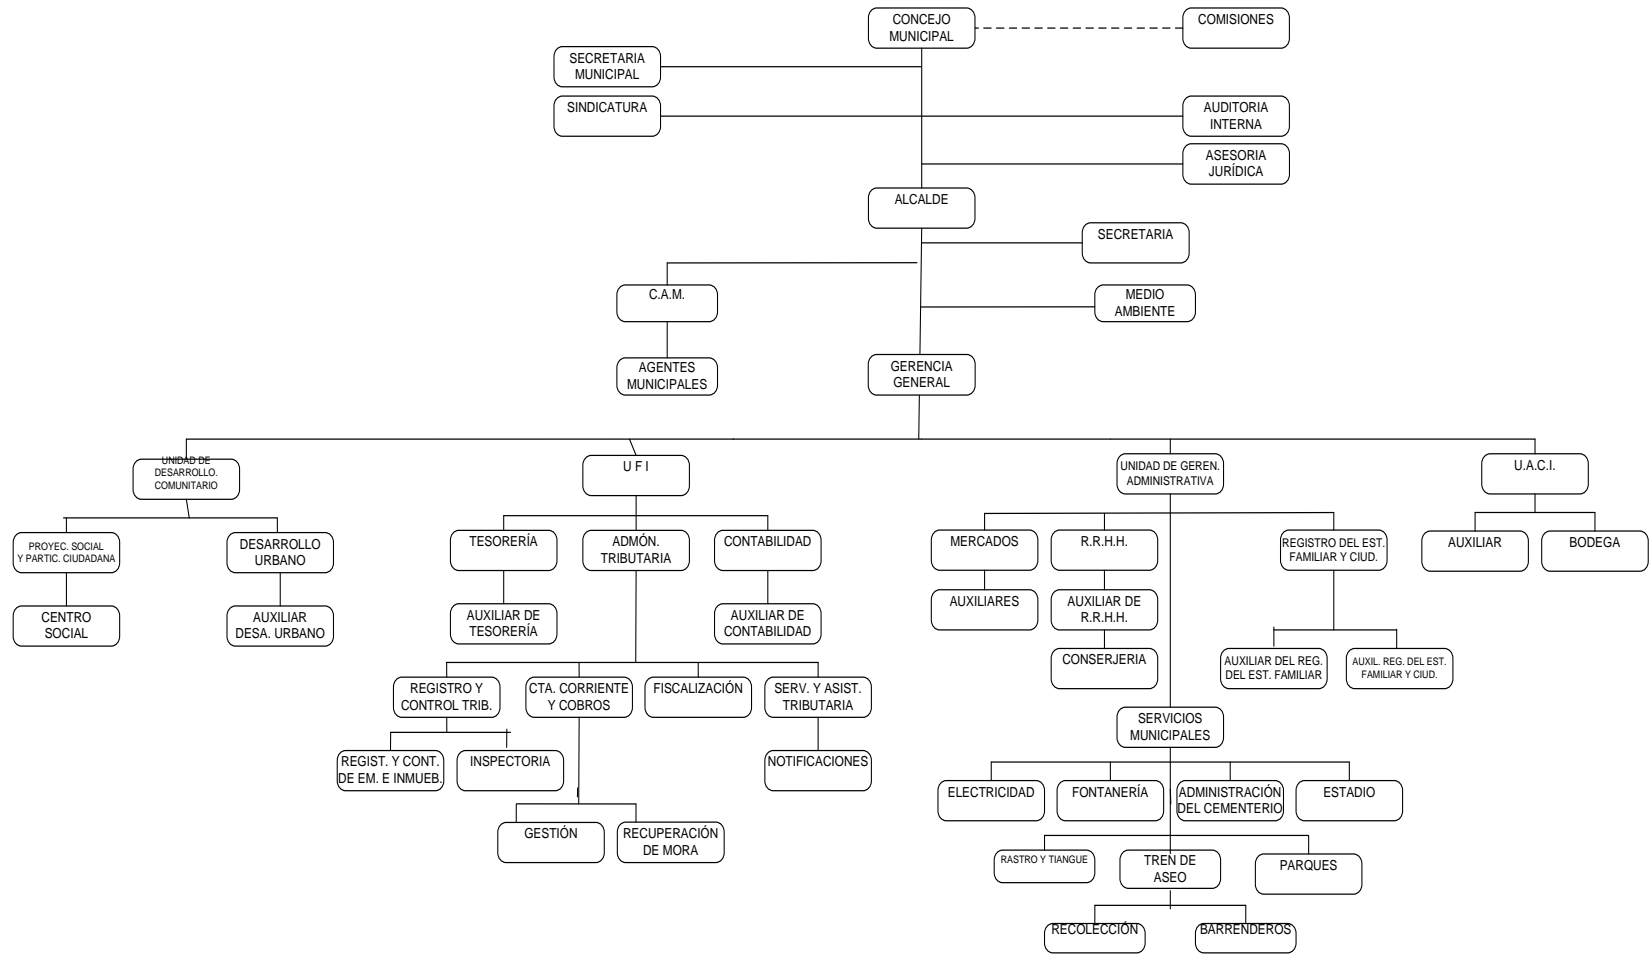 CONCEJO
MUNICIPAL
COMISIONES
SECRETARIA
MUNICIPAL
SINDICATURA
AUDITORIA
INTERNA
ASESORIA
JURÍDICA
ALCALDE
SECRETARIA
C.A.M.
MEDIO
AMBIENTE
AGENTES
MUNICIPALES
GERENCIA
GENERAL
UNIDAD DE
DESARROLLO.
COMUNITARIO
U F I
UNIDAD DE GEREN.
ADMINISTRATIVA
U.A.C.I.
PROYEC. SOCIAL
Y PARTIC. CIUDADANA
DESARROLLO
URBANO
TESORERÍA
ADMÓN.
TRIBUTARIA
CONTABILIDAD
MERCADOS
R.R.H.H.
REGISTRO DEL EST.
FAMILIAR Y CIUD.
AUXILIAR
BODEGA
CENTRO
SOCIAL
AUXILIAR
DESA. URBANO
AUXILIAR DE
TESORERÍA
AUXILIAR DE
CONTABILIDAD
AUXILIARES
AUXILIAR DE
R.R.H.H.
CONSERJERIA
AUXILIAR DEL REG.
DEL EST. FAMILIAR
AUXIL. REG. DEL EST.
FAMILIAR Y CIUD.
REGISTRO Y
CONTROL TRIB.
CTA. CORRIENTE
Y COBROS
FISCALIZACIÓN
SERV. Y ASIST.
TRIBUTARIA
SERVICIOS
MUNICIPALES
REGIST. Y CONT.
DE EM. E INMUEB.
INSPECTORIA
NOTIFICACIONES
ELECTRICIDAD
FONTANERÍA
ADMINISTRACIÓN
DEL CEMENTERIO
ESTADIO
GESTIÓN
RECUPERACIÓN
DE MORA
RASTRO Y TIANGUE
TREN DE
ASEO
PARQUES
RECOLECCIÓN
BARRENDEROS